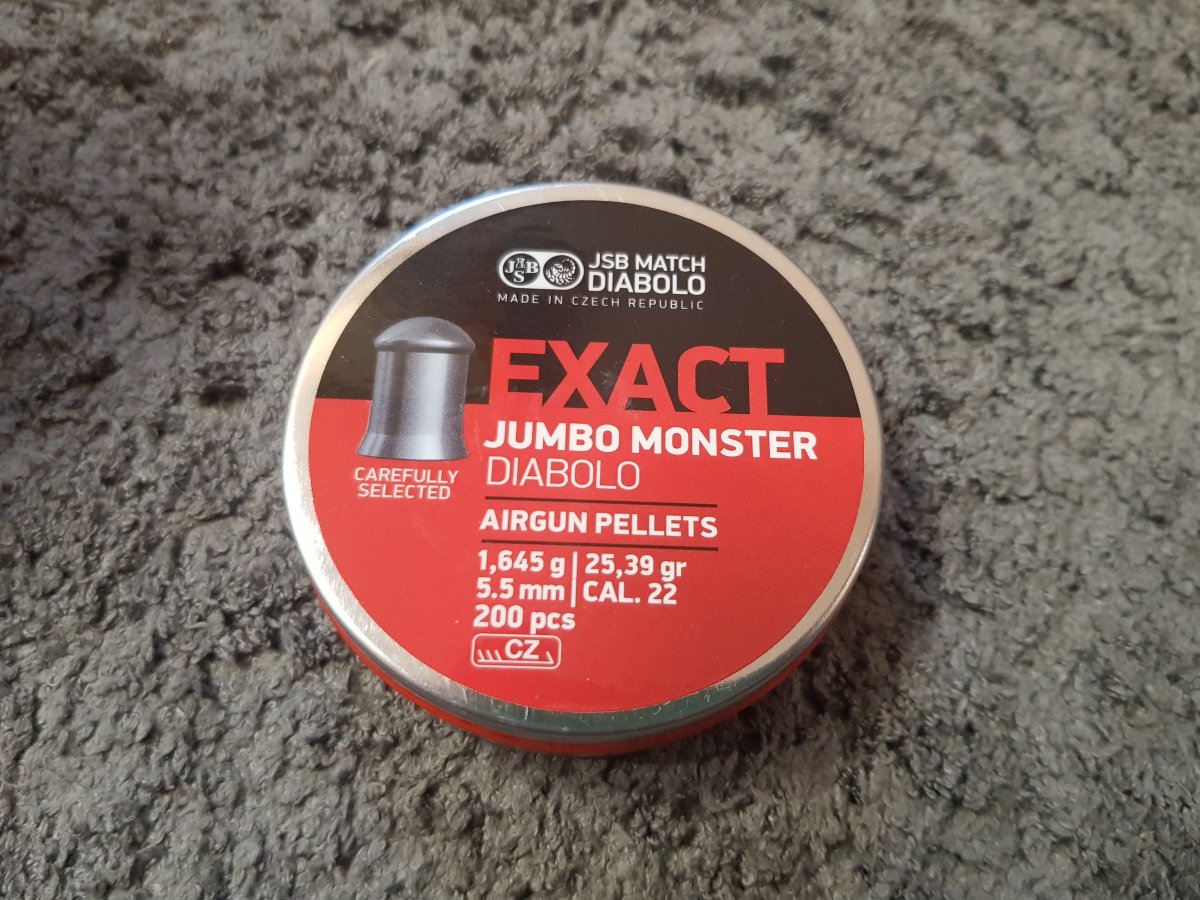 JSB
JSB MATCH
DIABOLO
MADE IN CZECH REPUBLIC
EXACT
JUMBO MONSTER
DIABOLO
CAREFULLY
SELECTED
AIRGUN PELLETS
1,645 g | 25,39 gr
5.5 mm | CAL. 22
200 pcs
CZ